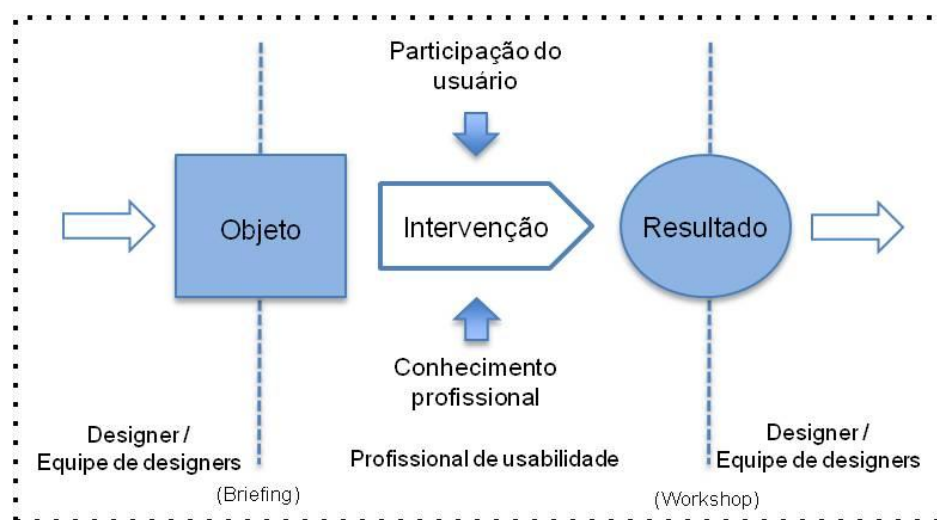 Participação do
usuário
Objeto
Intervenção
Resultado
Conhecimento
profissional
Designer /
Equipe de designers
Profissional de usabilidade
Designer /
Equipe de designers
(Briefing)
(Workshop)